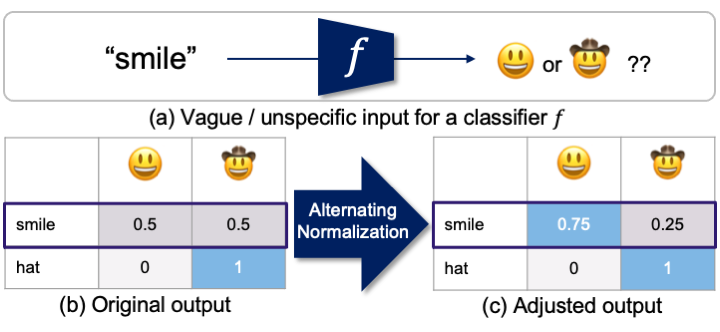 “smile” f 😃 or 🤠 ??
(a) Vague / unspecific input for a classifier f
smile 0.5 0.5
hat 0 1
(b) Original output
Alternating
Normalization
smile 0.75 0.25
hat 0 1
(c) Adjusted output